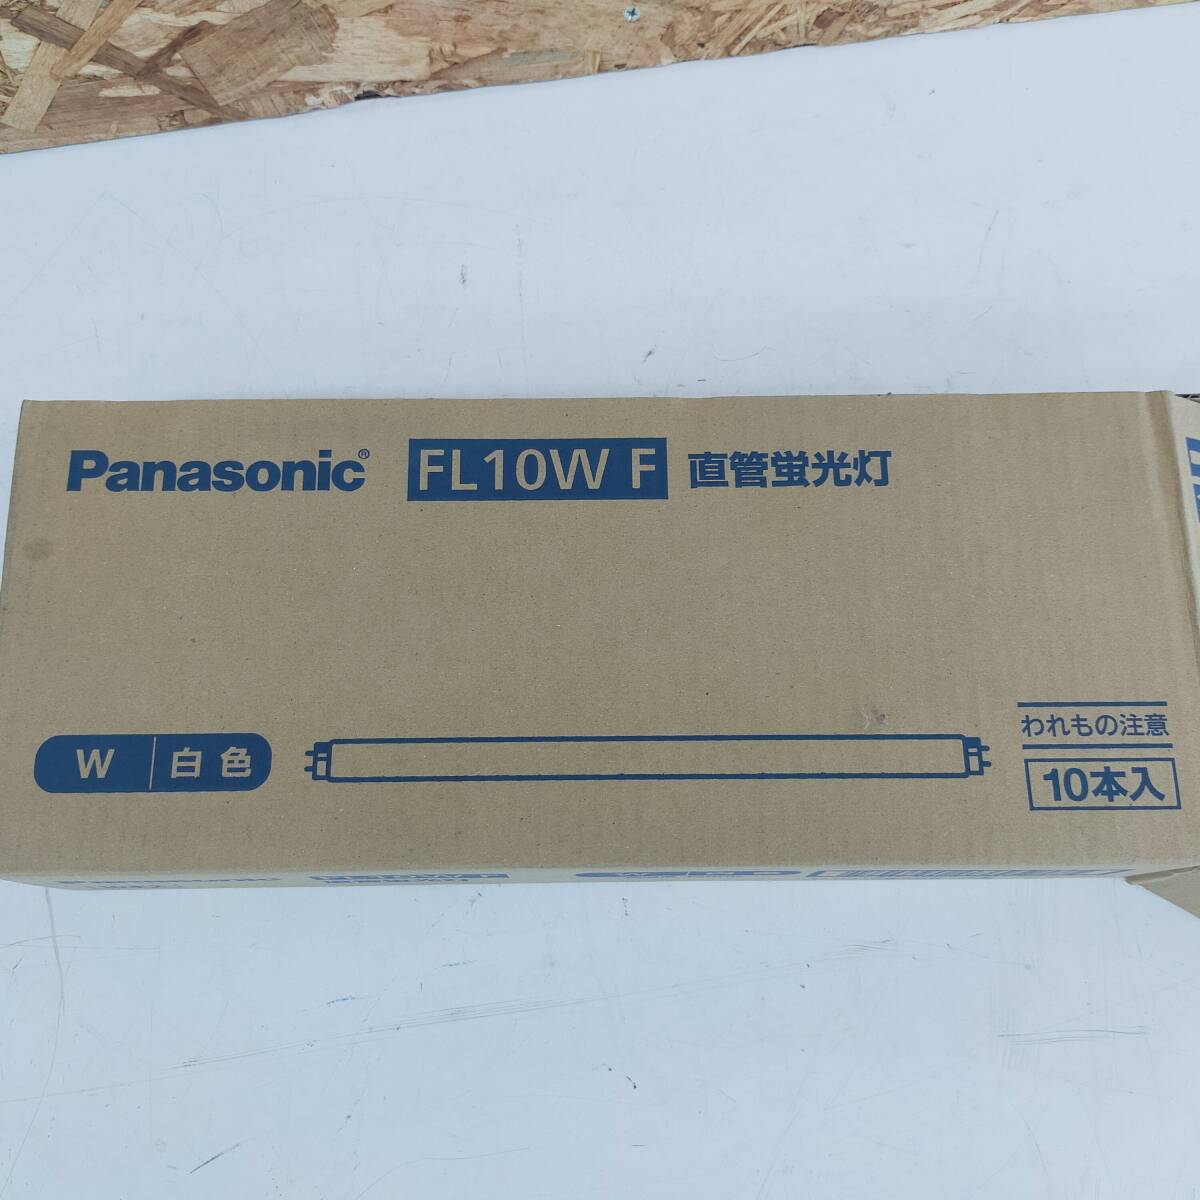 Panasonic® FL10W F 直管蛍光灯
W 白色
われもの注意
10本入
FL10W F